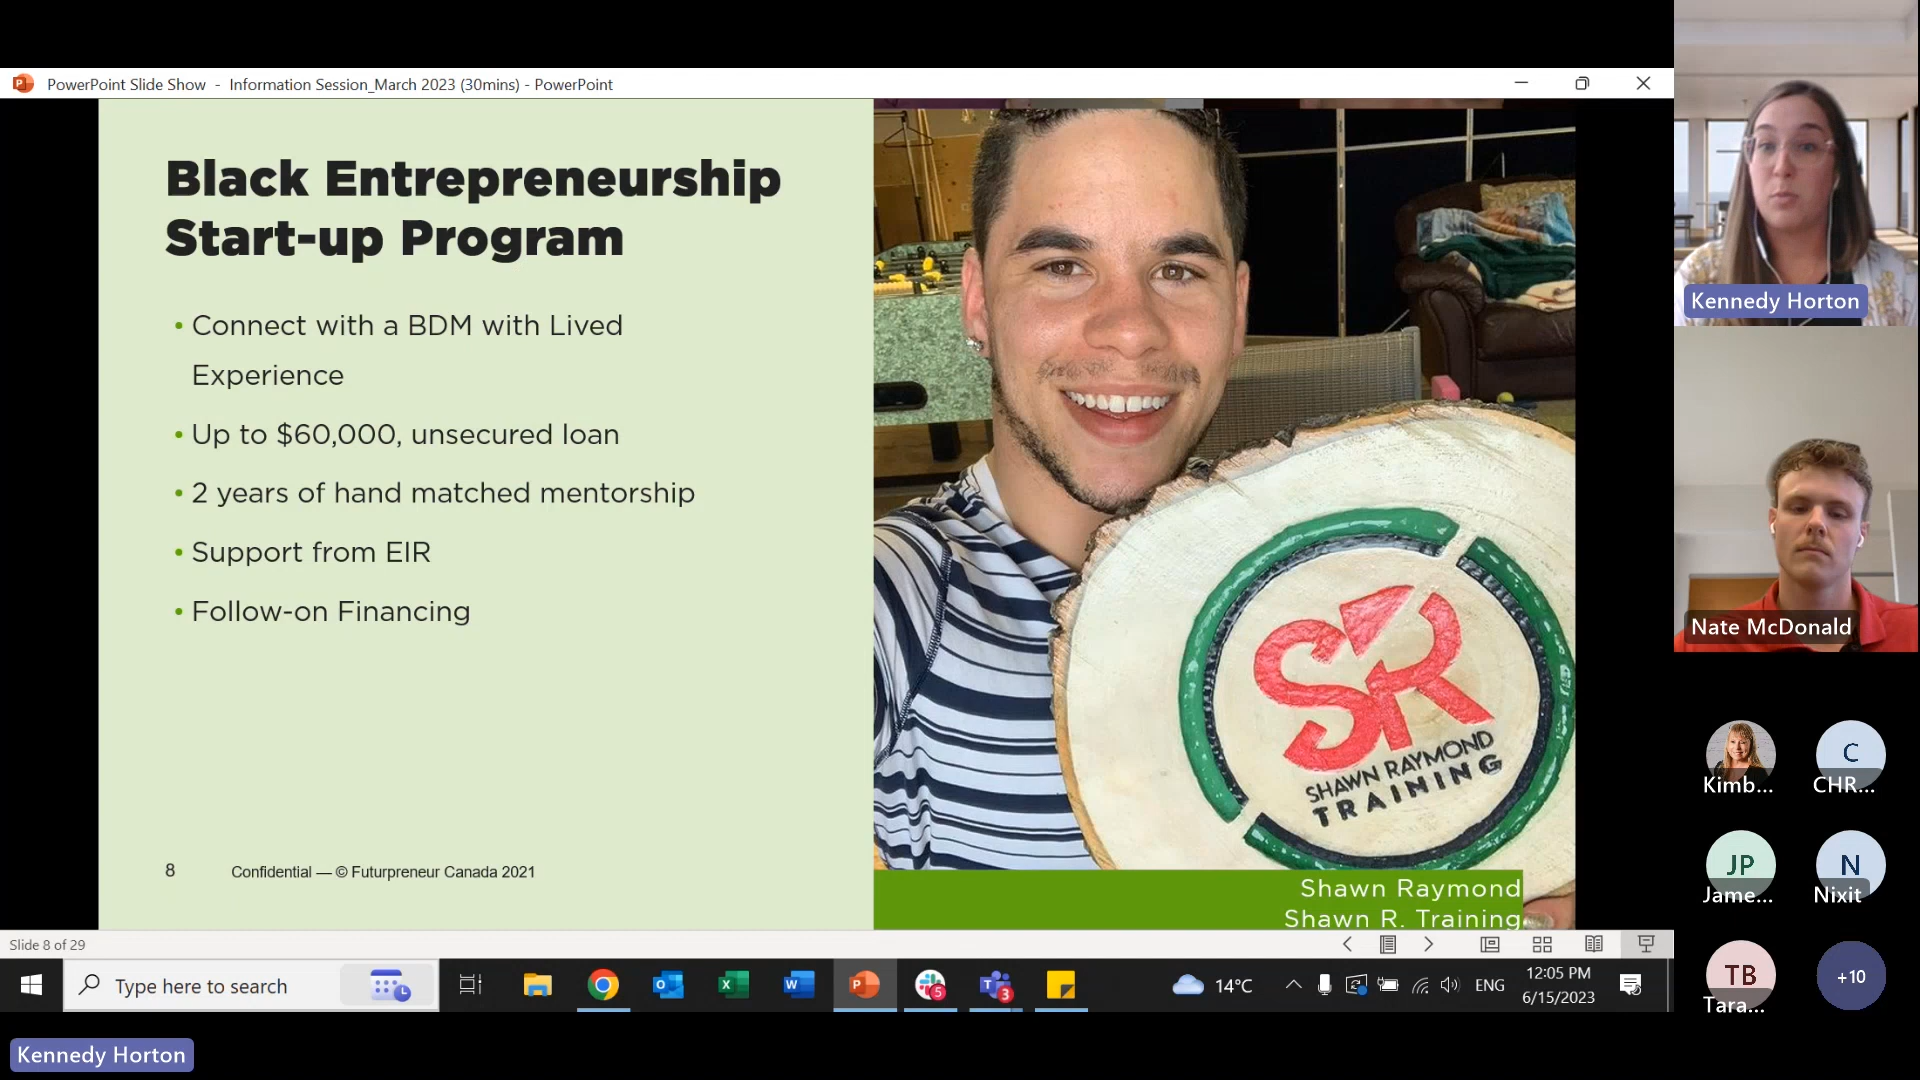 PowerPoint Slide Show - Information Session_March 2023 (30mins) - PowerPoint
Black Entrepreneurship
Start-up Program
• Connect with a BDM with Lived
Experience
• Up to $60,000, unsecured loan
• 2 years of hand matched mentorship
• Support from EIR
• Follow-on Financing
8
Confidential — © Futurpreneur Canada 2021
SR
SHAWN RAYMOND
TRAINING
Shawn Raymond
Shawn R. Training
Slide 8 of 29
Type here to search
5
3
14°C
ENG
12:05 PM
6/15/2023
Kennedy Horton
Nate McDonald
Kimb...
C
CHR...
JP
Jame...
N
Nixit
TB
Tara...
+10
Kennedy Horton